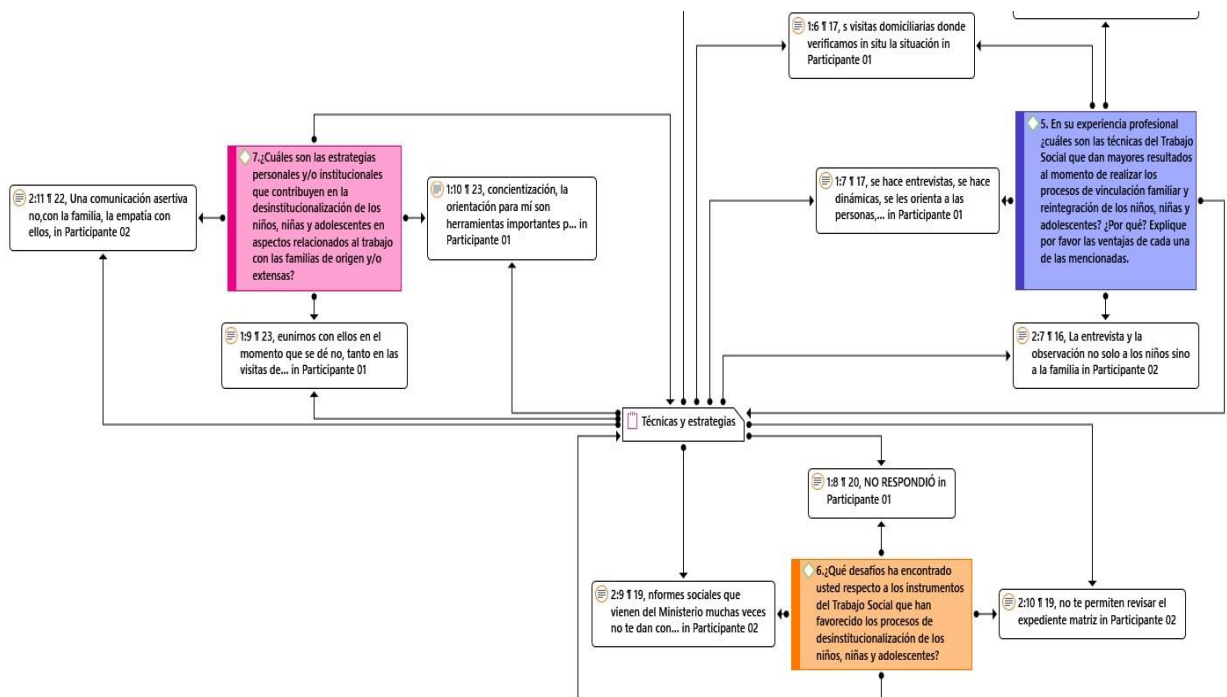 1:6 ¶ 17, s visitas domiciliarias donde
verificamos in situ la situación in
Participante 01
7.¿Cuáles son las estrategias
personales y/o institucionales
que contribuyen en la
desinstitucionalización de los
niños, niñas y adolescentes en
aspectos relacionados al trabajo
con las familias de origen y/o
extensas?
5. En su experiencia profesional
¿cuáles son las técnicas del Trabajo
Social que dan mayores resultados
al momento de realizar los
procesos de vinculación familiar y
reintegración de los niños, niñas y
adolescentes? ¿Por qué? Explique
por favor las ventajas de cada una
de las mencionadas.
2:11 ¶ 22, Una comunicación asertiva
no,con la familia, la empatía con
ellos, in Participante 02
1:10 ¶ 23, concientización, la
orientación para mí son
herramientas importantes p... in
Participante 01
1:7 ¶ 17, se hace entrevistas, se hace
dinámicas, se les orienta a las
personas,... in Participante 01
1:9 ¶ 23, eunirnos con ellos en el
momento que se dé no, tanto en las
visitas de... in Participante 01
2:7 ¶ 16, La entrevista y la
observación no solo a los niños sino
a la familia in Participante 02
Técnicas y estrategias
1:8 ¶ 20, NO RESPONDIÓ in
Participante 01
2:9 ¶ 19, nformes sociales que
vienen del Ministerio muchas veces
no te dan con... in Participante 02
6.¿Qué desafíos ha encontrado
usted respecto a los instrumentos
del Trabajo Social que han
favorecido los procesos de
desinstitucionalización de los
niños, niñas y adolescentes?
2:10 ¶ 19, no te permiten revisar el
expediente matriz in Participante 02